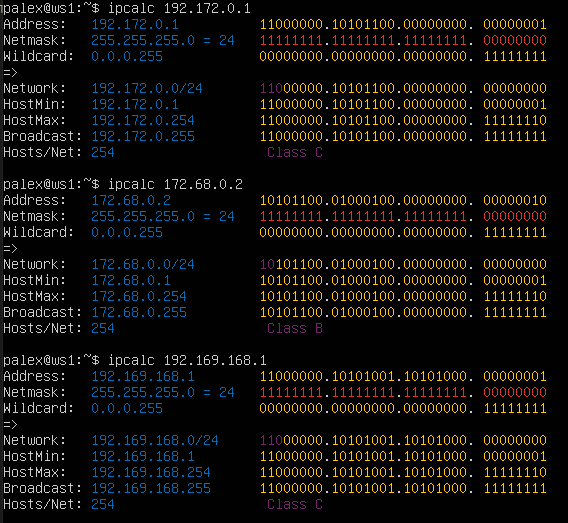 palex@ws1:~$ ipcalc 192.172.0.1
Address:   192.172.0.1          11000000.10101100.00000000. 00000001
Netmask:   255.255.255.0 = 24   11111111.11111111.11111111. 00000000
Wildcard:  0.0.0.255            00000000.00000000.00000000. 11111111
=>
Network:   192.172.0.0/24       11000000.10101100.00000000. 00000000
HostMin:   192.172.0.1          11000000.10101100.00000000. 00000001
HostMax:   192.172.0.254        11000000.10101100.00000000. 11111110
Broadcast: 192.172.0.255        11000000.10101100.00000000. 11111111
Hosts/Net: 254                   Class C
palex@ws1:~$ ipcalc 172.68.0.2
Address:   172.68.0.2           10101100.01000100.00000000. 00000010
Netmask:   255.255.255.0 = 24   11111111.11111111.11111111. 00000000
Wildcard:  0.0.0.255            00000000.00000000.00000000. 11111111
=>
Network:   172.68.0.0/24        10101100.01000100.00000000. 00000000
HostMin:   172.68.0.1           10101100.01000100.00000000. 00000001
HostMax:   172.68.0.254         10101100.01000100.00000000. 11111110
Broadcast: 172.68.0.255         10101100.01000100.00000000. 11111111
Hosts/Net: 254                   Class B
palex@ws1:~$ ipcalc 192.169.168.1
Address:   192.169.168.1        11000000.10101001.10101000. 00000001
Netmask:   255.255.255.0 = 24   11111111.11111111.11111111. 00000000
Wildcard:  0.0.0.255            00000000.00000000.00000000. 11111111
=>
Network:   192.169.168.0/24     11000000.10101001.10101000. 00000000
HostMin:   192.169.168.1        11000000.10101001.10101000. 00000001
HostMax:   192.169.168.254      11000000.10101001.10101000. 11111110
Broadcast: 192.169.168.255      11000000.10101001.10101000. 11111111
Hosts/Net: 254                   Class C